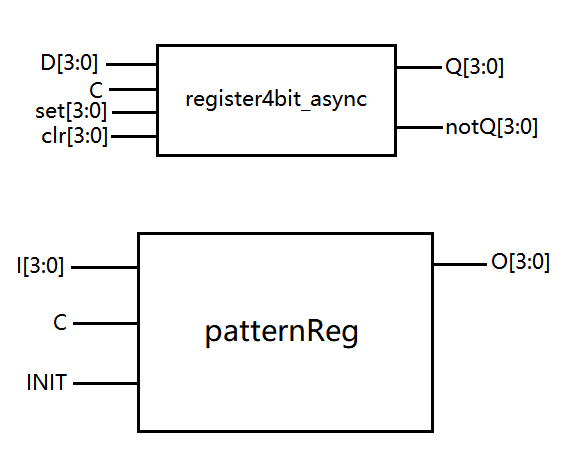 D[3:0]
C
set[3:0]
clr[3:0]
register4bit_async
Q[3:0]
notQ[3:0]
I[3:0]
C
INIT
patternReg
O[3:0]